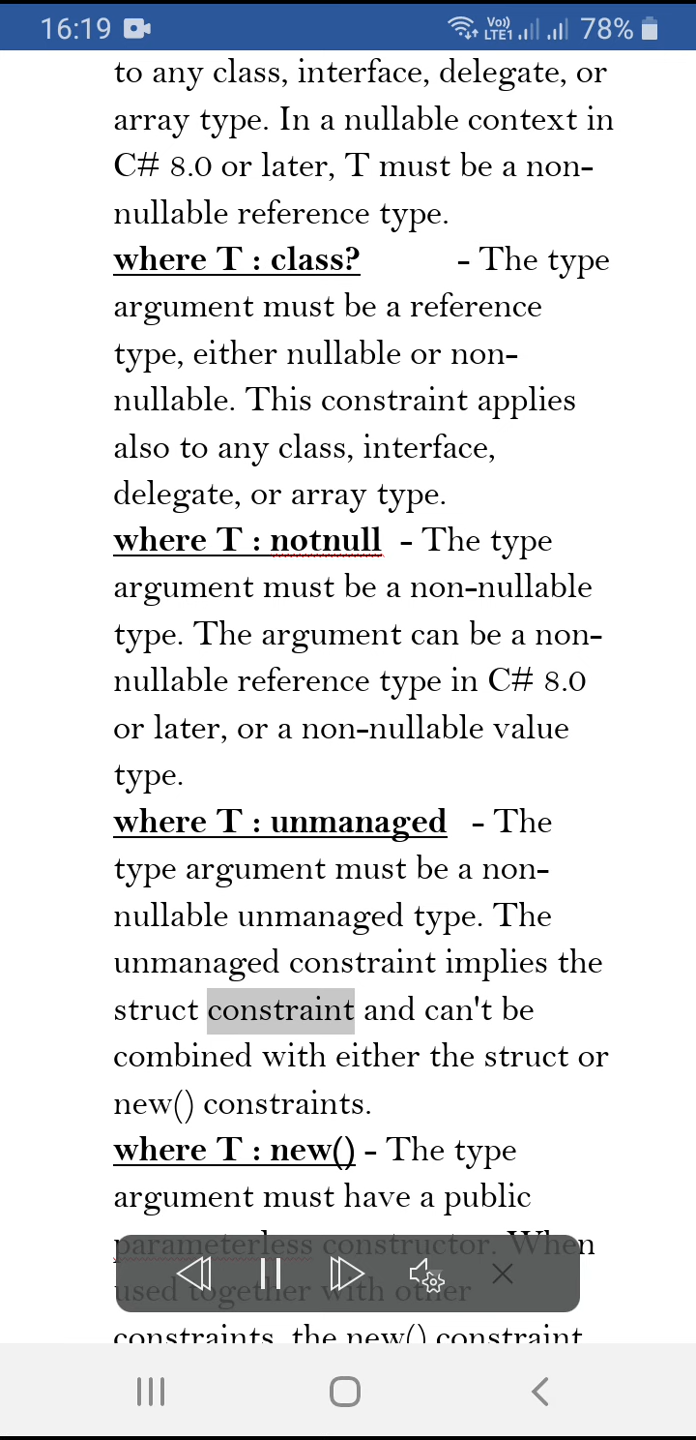 16:19 Vo)) LTE1 78%
to any class, interface, delegate, or
array type. In a nullable context in
C# 8.0 or later, T must be a non-
nullable reference type.
where T : class? - The type
argument must be a reference
type, either nullable or non-
nullable. This constraint applies
also to any class, interface,
delegate, or array type.
where T : notnull - The type
argument must be a non-nullable
type. The argument can be a non-
nullable reference type in C# 8.0
or later, or a non-nullable value
type.
where T : unmanaged - The
type argument must be a non-
nullable unmanaged type. The
unmanaged constraint implies the
struct constraint and can't be
combined with either the struct or
new() constraints.
where T : new() - The type
argument must have a public
parameterless constructor. When
used together with other
constraints, the new() constraint